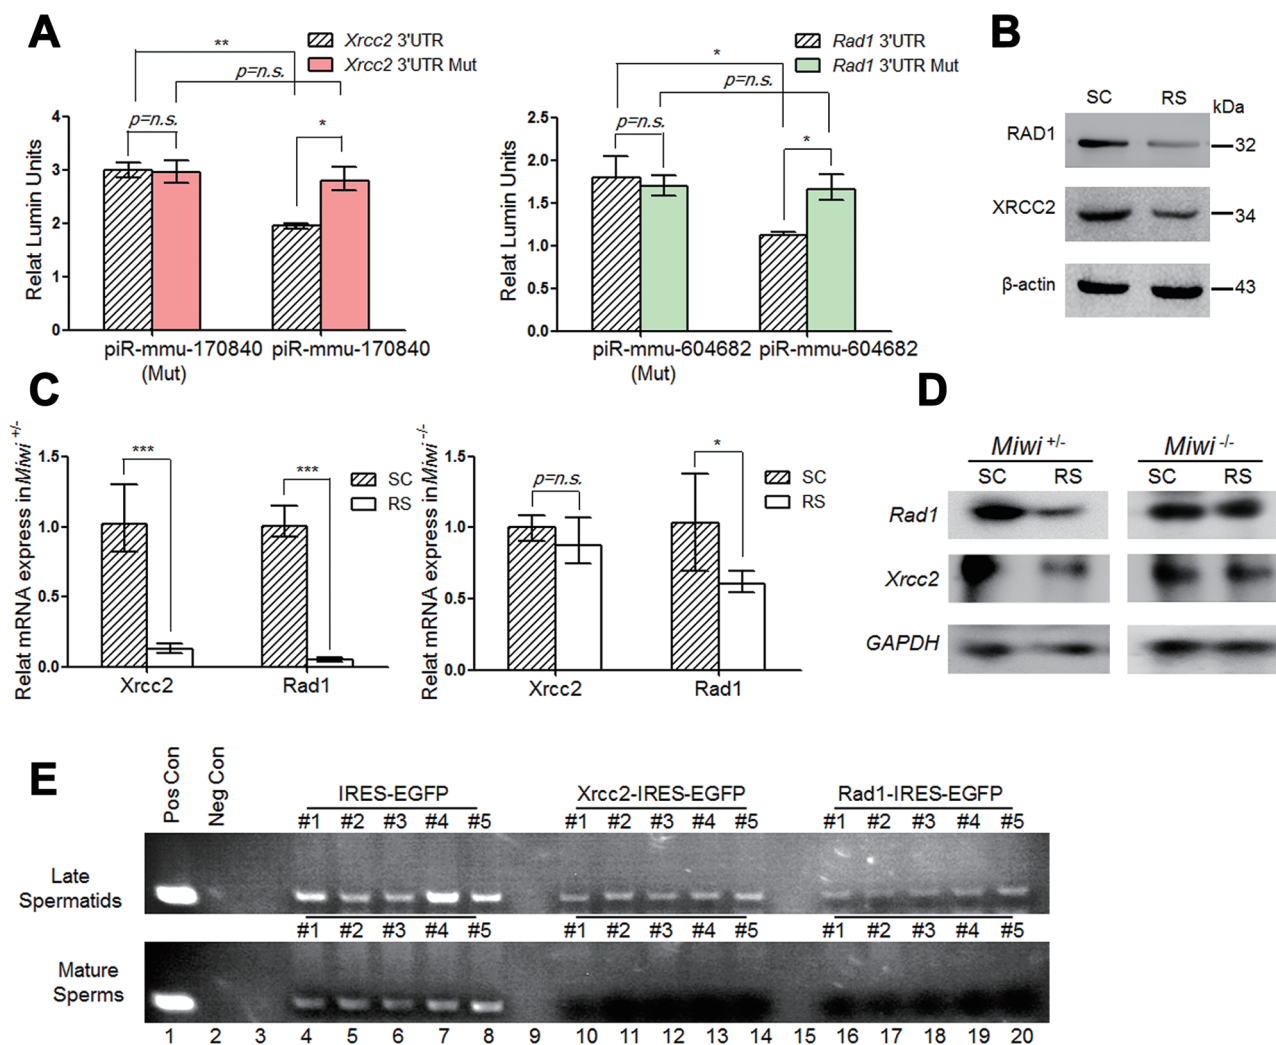 A
Xrcc2 3'UTR
Xrcc2 3'UTR Mut
**
p=n.s.
p=n.s.
*
Relat Lumin Units
4
3
2
1
0
piR-mmu-170840
(Mut)
piR-mmu-170840
Rad1 3'UTR
Rad1 3'UTR Mut
*
p=n.s.
p=n.s.
*
Relat Lumin Units
2.5
2.0
1.5
1.0
0.5
0.0
piR-mmu-604682
(Mut)
piR-mmu-604682
B
SC RS kDa
RAD1 32
XRCC2 34
β-actin 43
C
Relat mRNA express in Miwi +/-
1.5
1.0
0.5
0.0
***
***
SC
RS
Xrcc2 Rad1
Relat mRNA express in Miwi -/-
1.5
1.0
0.5
0.0
p=n.s.
*
SC
RS
Xrcc2 Rad1
D
Miwi +/- Miwi -/-
SC RS SC RS
Rad1
Xrcc2
GAPDH
E
Pos Con
Neg Con
IRES-EGFP Xrcc2-IRES-EGFP Rad1-IRES-EGFP
#1 #2 #3 #4 #5 #1 #2 #3 #4 #5 #1 #2 #3 #4 #5
Late
Spermatids
#1 #2 #3 #4 #5 #1 #2 #3 #4 #5 #1 #2 #3 #4 #5
Mature
Sperms
1 2 3 4 5 6 7 8 9 10 11 12 13 14 15 16 17 18 19 20